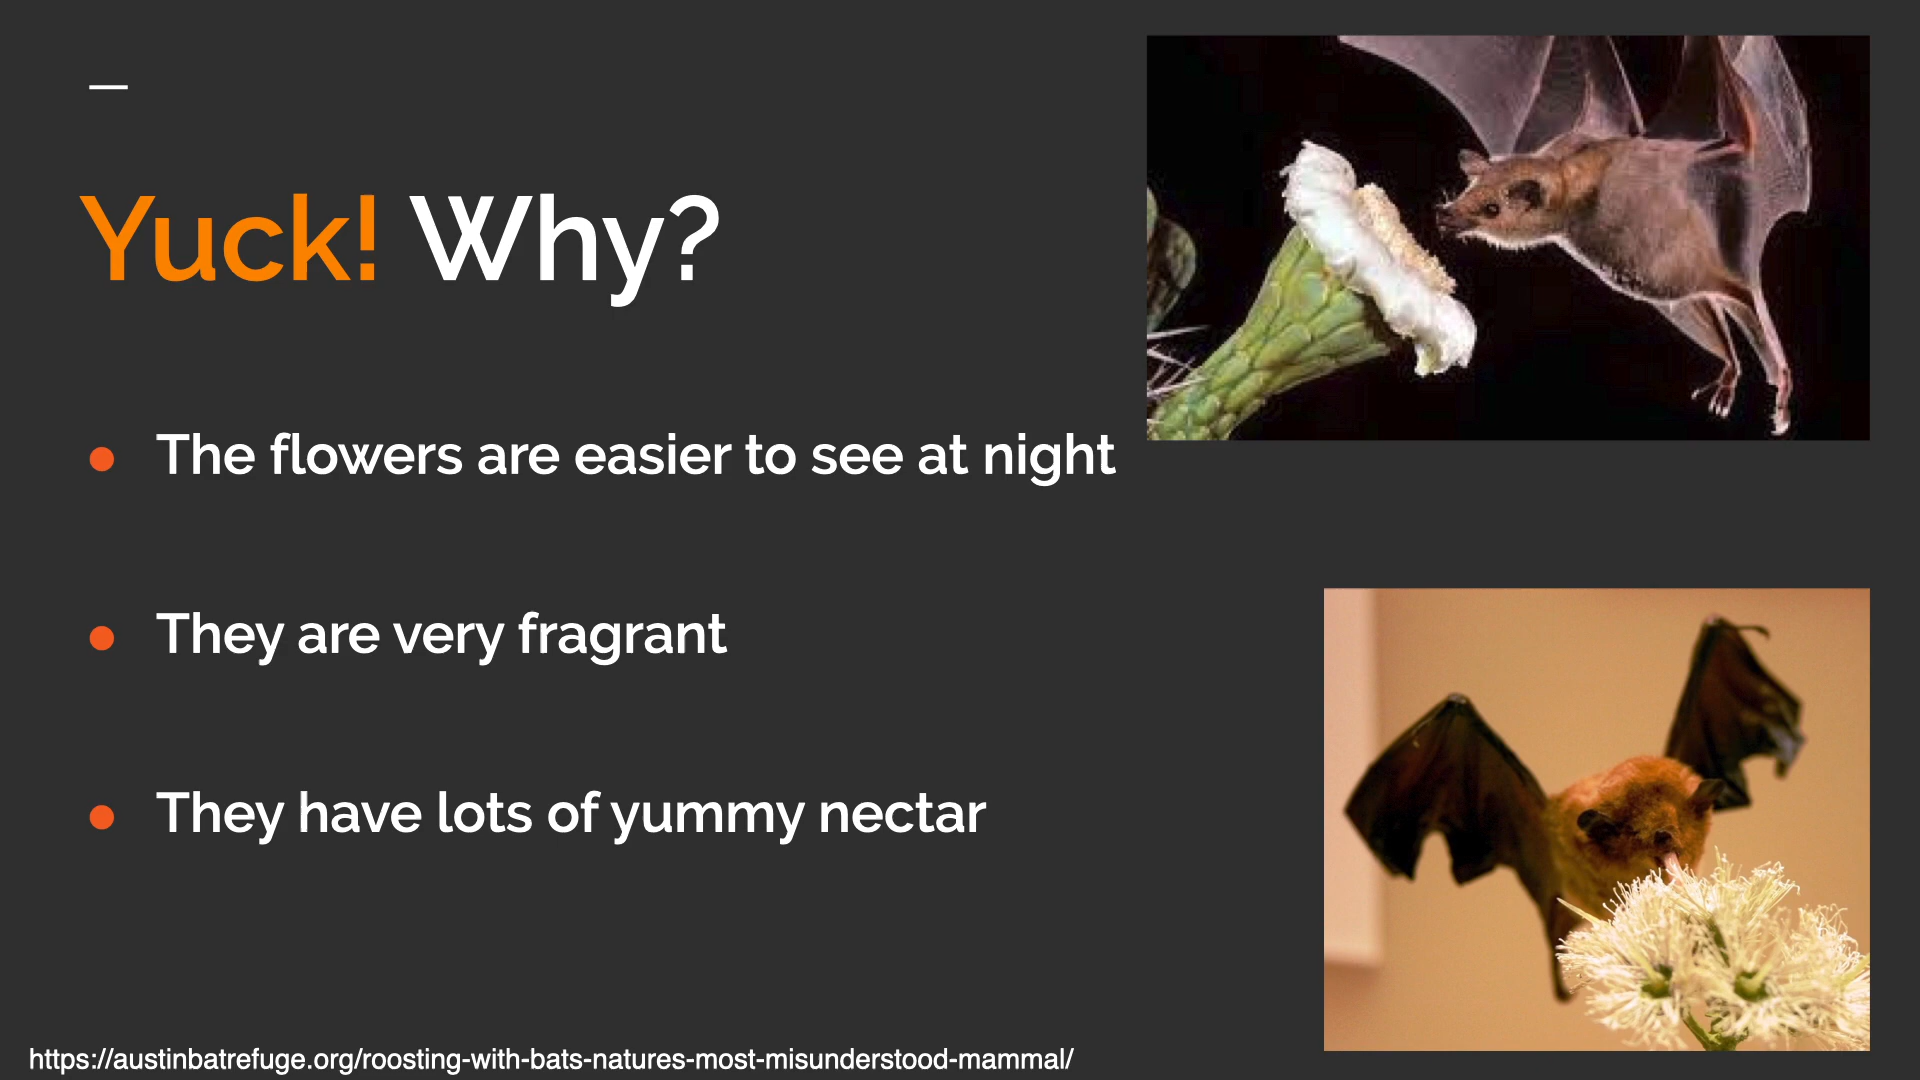 Yuck! Why?
The flowers are easier to see at night
They are very fragrant
They have lots of yummy nectar
https://austinbatrefuge.org/roosting-with-bats-natures-most-misunderstood-mammal/